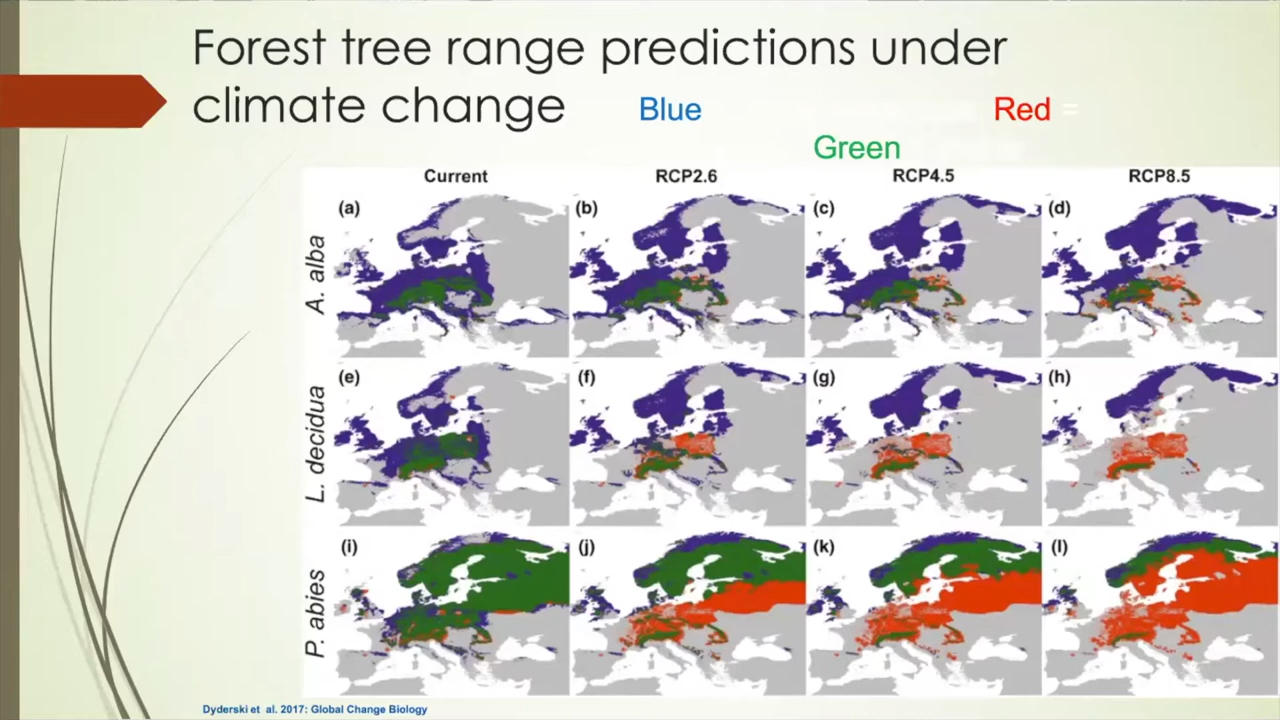 Forest tree range predictions under
climate change
Blue
Red =
Green
Current
RCP2.6
RCP4.5
RCP8.5
(a)
(b)
(c)
(d)
A. alba
(e)
(f)
(g)
(h)
L. decidua
(i)
(j)
(k)
(l)
P. abies
Dyderski et al. 2017: Global Change Biology